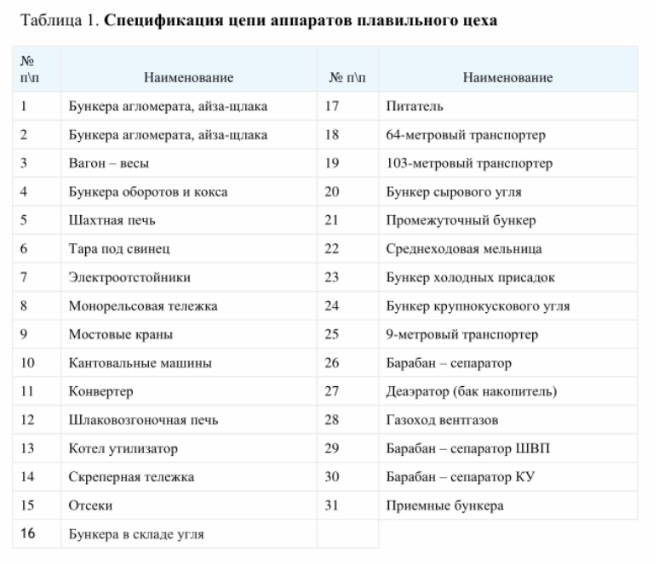 Таблица 1. Спецификация цепи аппаратов плавильного цеха
№ п\п Наименование № п\п Наименование
1 Бункера агломерата, айза-щлака 17 Питатель
2 Бункера агломерата, айза-щлака 18 64-метровый транспортер
3 Вагон – весы 19 103-метровый транспортер
4 Бункера оборотов и кокса 20 Бункер сырового угля
5 Шахтная печь 21 Промежуточный бункер
6 Тара под свинец 22 Среднеходовая мельница
7 Электроотстойники 23 Бункер холодных присадок
8 Монорельсовая тележка 24 Бункер крупнокускового угля
9 Мостовые краны 25 9-метровый транспортер
10 Кантовальные машины 26 Барабан – сепаратор
11 Конвертер 27 Деаэратор (бак накопитель)
12 Шлаковозгоночная печь 28 Газоход вентгазов
13 Котел утилизатор 29 Барабан – сепаратор ШВП
14 Скреперная тележка 30 Барабан – сепаратор КУ
15 Отсеки 31 Приемные бункера
16 Бункера в складе угля